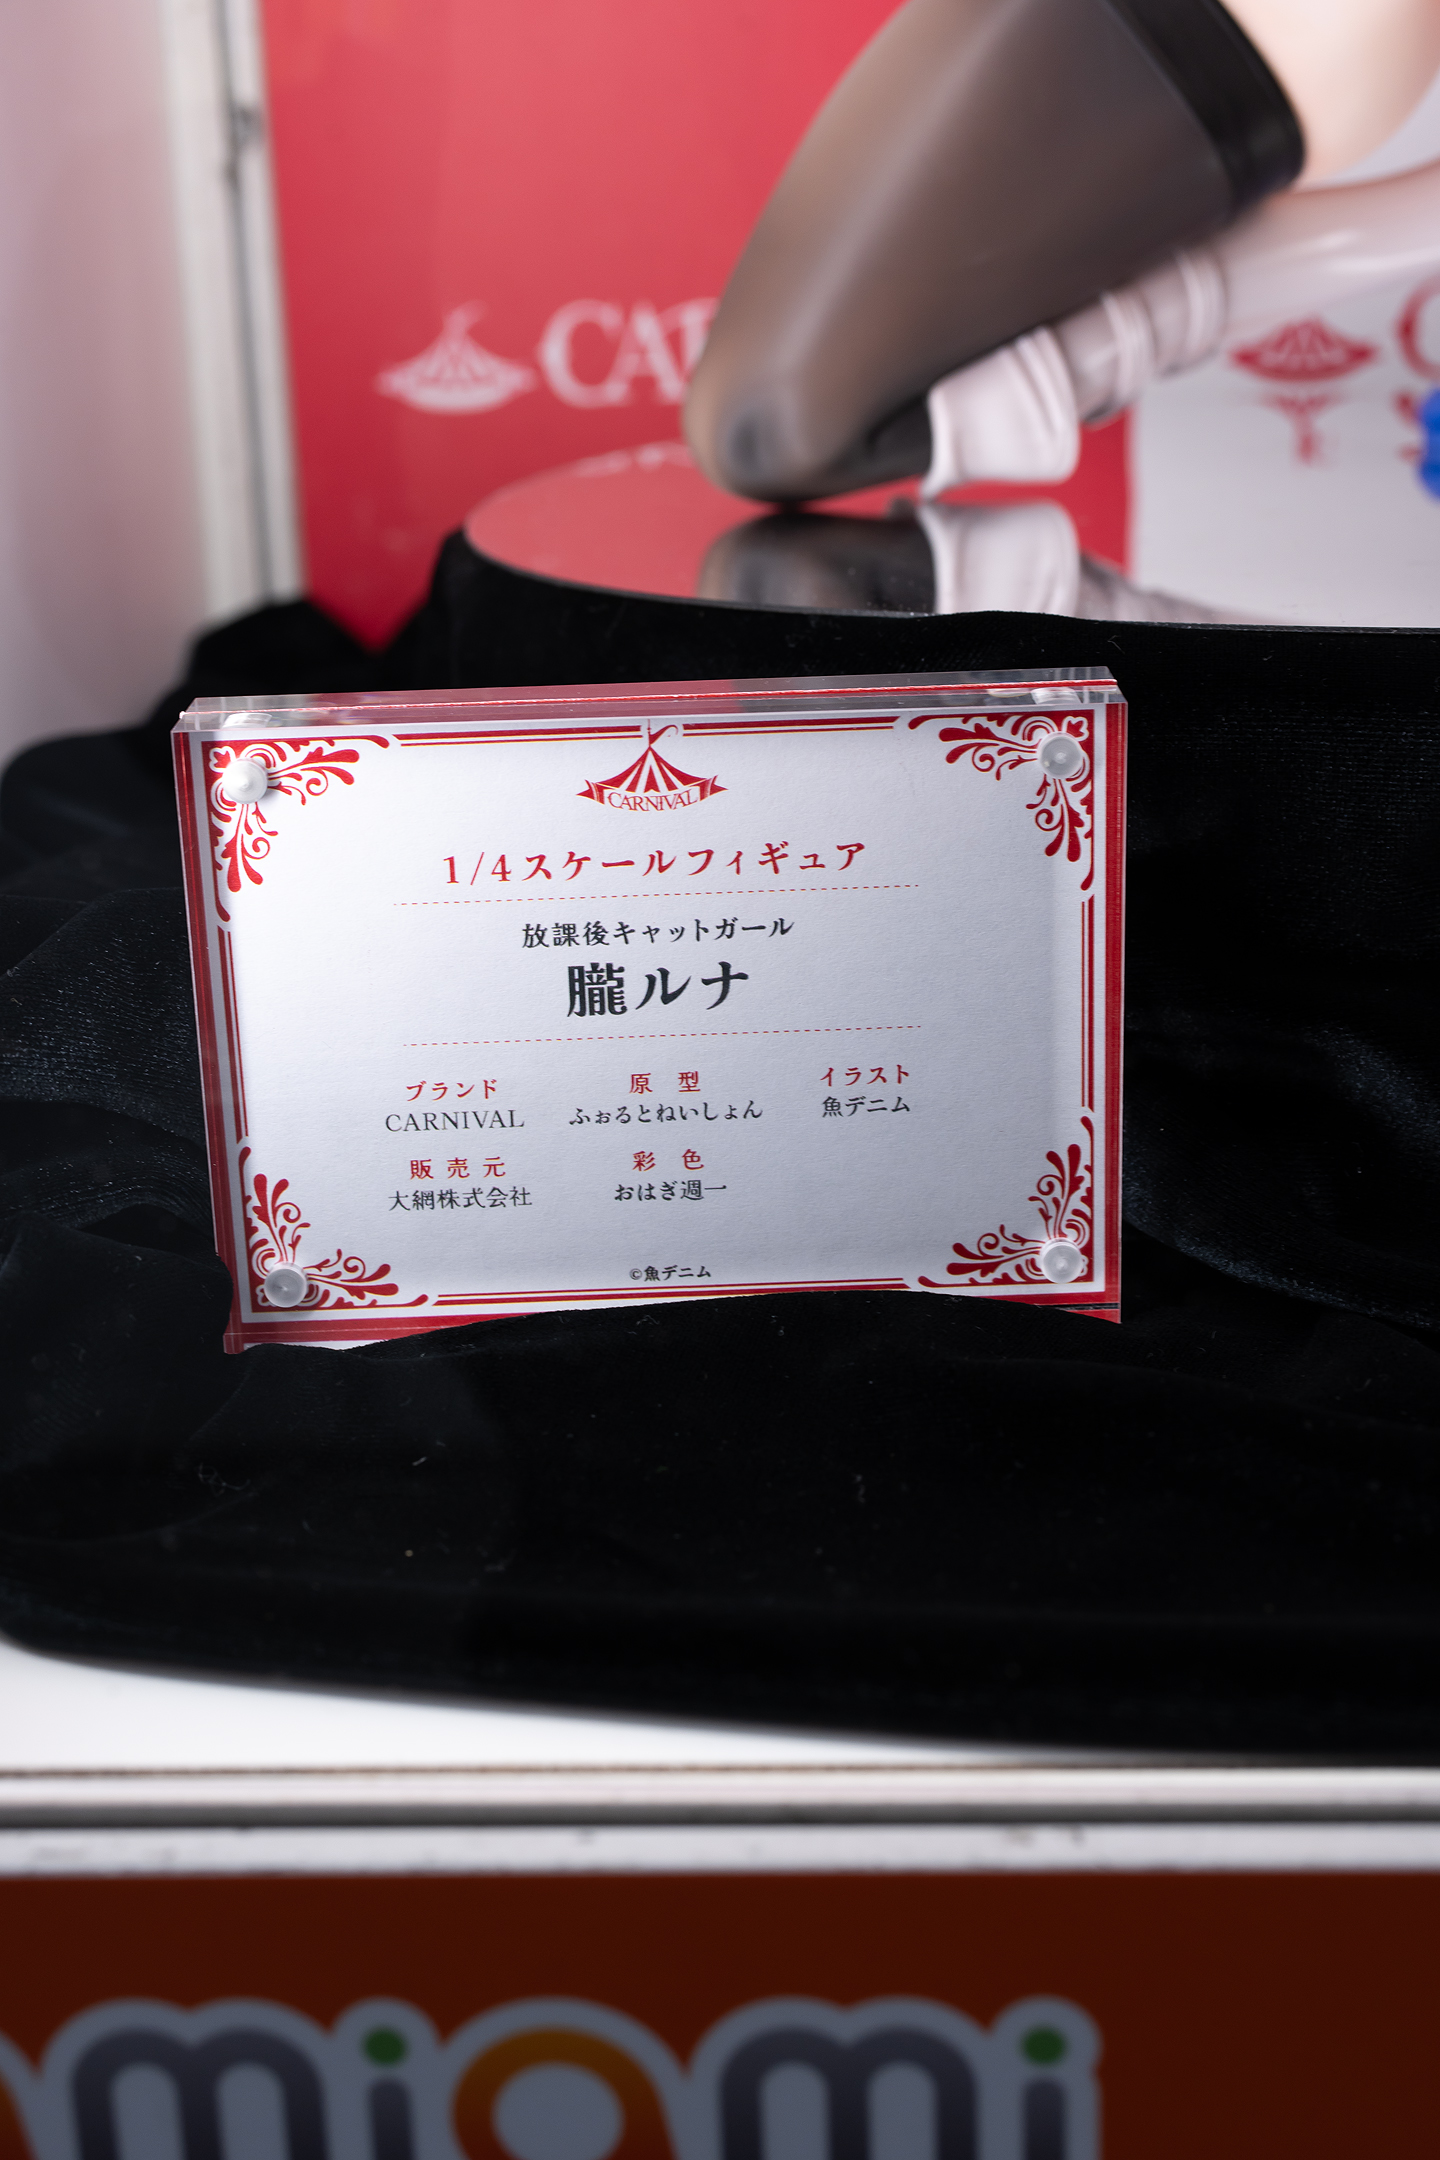 CARNIVAL
1/4スケールフィギュア
放課後キャットガール
朧ルナ
ブランド
CARNIVAL
原 型
ふぉるとねいしょん
イラスト
魚デニム
販売元
大網株式会社
彩 色
おはぎ週一
©魚デニム
miami